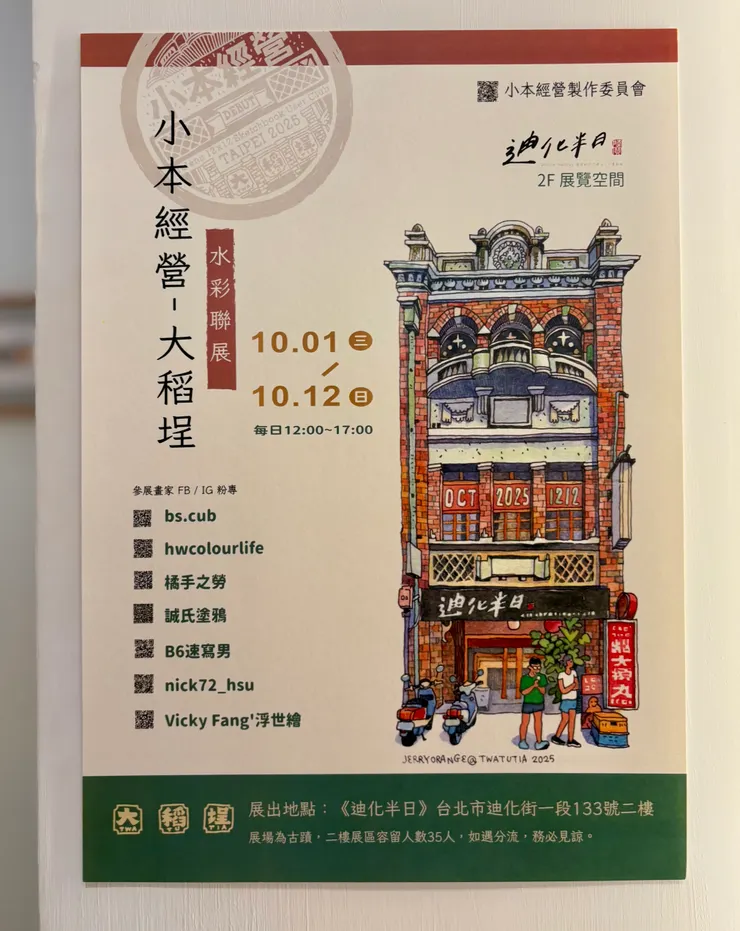 小本經營
DEBUT
TAIPEI 2025
小本經營製作委員會
迪化半日
2F 展覽空間
小本經營-大稻埕
水彩聯展
10.01 三
/
10.12 日
每日12:00~17:00
參展畫家 FB / IG 粉專
bs.cub
hwcolourlife
橘手之勞
誠氏塗鴉
B6速寫男
nick72_hsu
Vicky Fang'浮世繪
OCT 2025 1212
迪化半日
大頭丸
JERRYORANGE@TWATUTIA 2025
大 稻 埕
TWA TU TIA
展出地點：《迪化半日》台北市迪化街一段133號二樓
展場為古蹟，二樓展區容留人數35人，如遇分流，務必見諒。